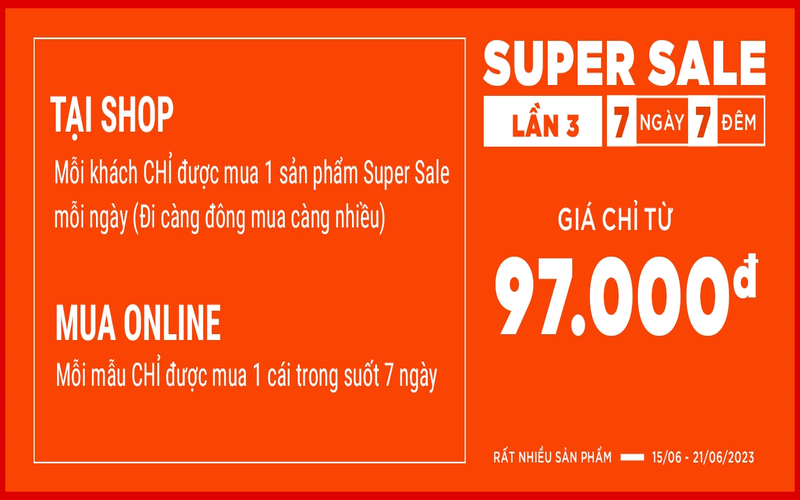 TẠI SHOP
Mỗi khách CHỈ được mua 1 sản phẩm Super Sale
mỗi ngày (Đi càng đông mua càng nhiều)
MUA ONLINE
Mỗi mẫu CHỈ được mua 1 cái trong suốt 7 ngày
SUPER SALE
LẦN 3 7 NGÀY 7 ĐÊM
GIÁ CHỈ TỪ
97.000đ
RẤT NHIỀU SẢN PHẨM — 15/06 - 21/06/2023